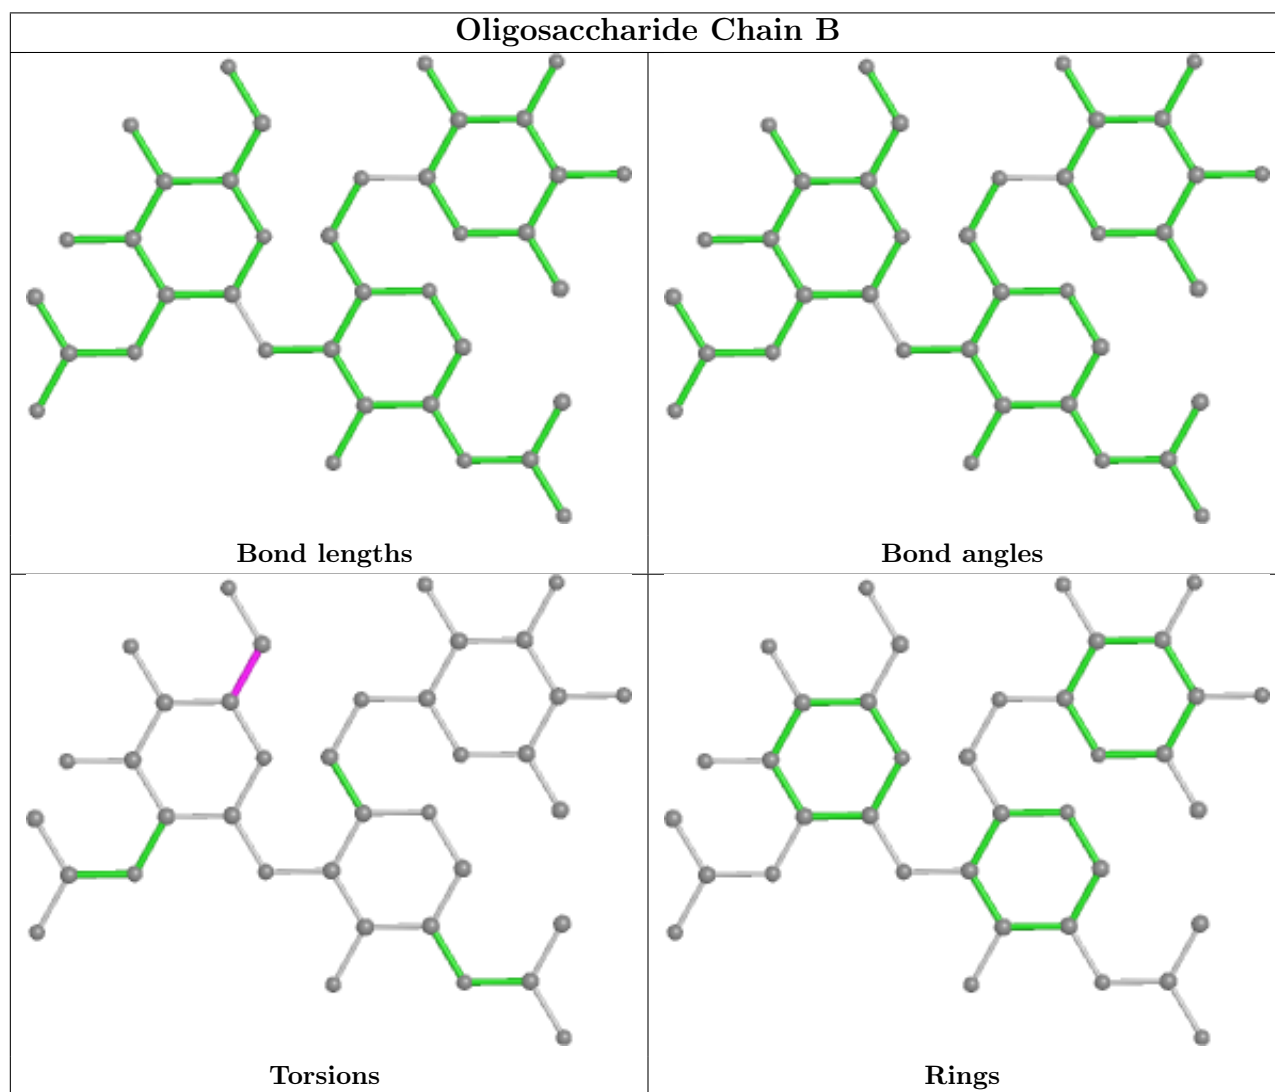 Oligosaccharide Chain B
Bond lengths
Bond angles
Torsions
Rings